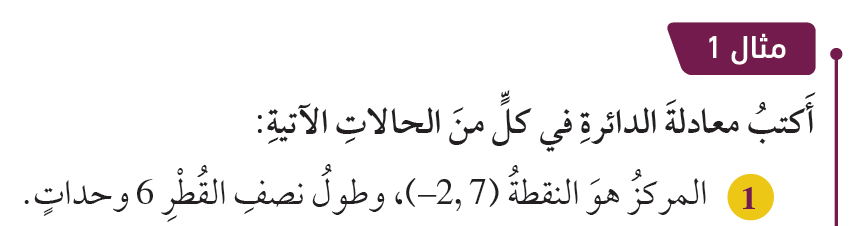 مثال 1
أَكتبُ معادلةَ الدائرةِ في كلٍّ منَ الحالاتِ الآتيةِ:
1 المركزُ هوَ النقطةُ (–2, 7)، وطولُ نصفِ القُطْرِ 6 وحداتٍ.